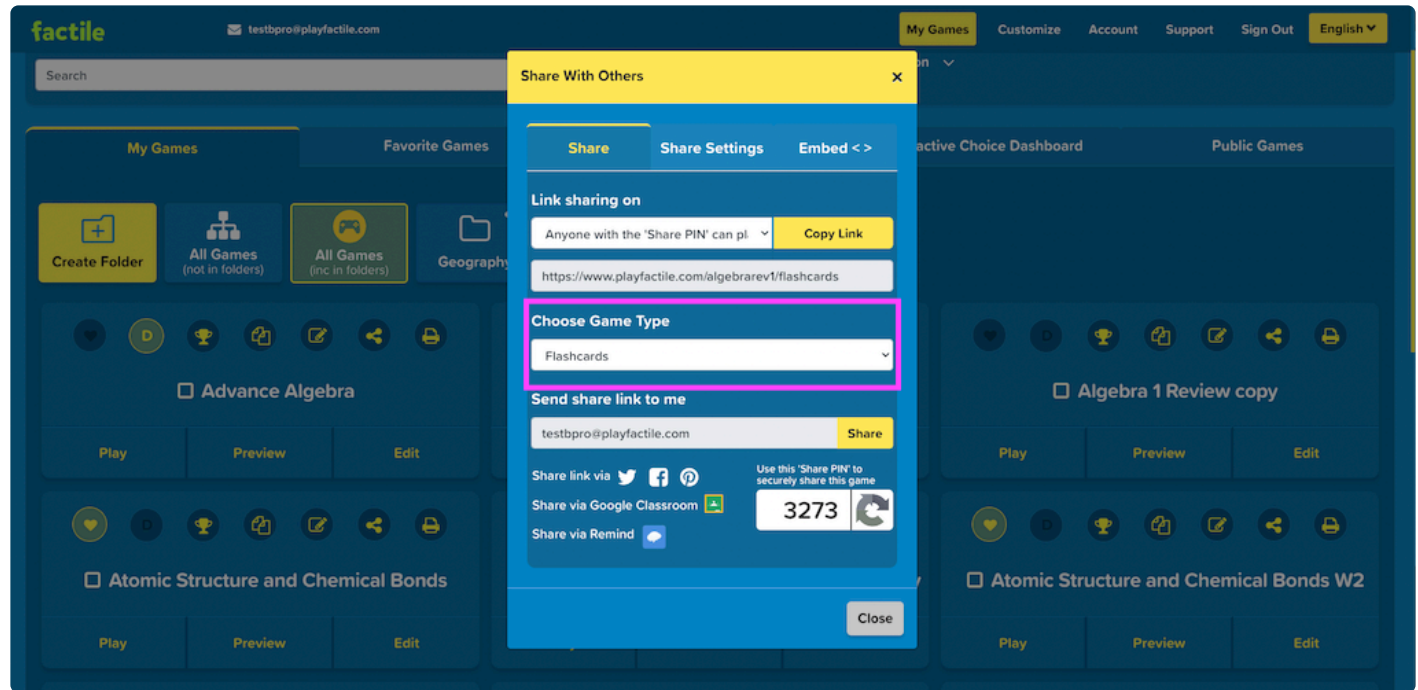 factile
testbpro@playfactile.com
My Games
Customize
Account
Support
Sign Out
English
Search
on
My Games
Favorite Games
active Choice Dashboard
Public Games
Create Folder
All Games
(not in folders)
All Games
(inc in folders)
Geography
D
Advance Algebra
Play
Preview
Edit
D
Algebra 1 Review copy
Play
Preview
Edit
D
Atomic Structure and Chemical Bonds
Play
Preview
Edit
D
y
Atomic Structure and Chemical Bonds W2
Play
Preview
Edit
Share With Others
×
Share
Share Settings
Embed < >
Link sharing on
Anyone with the 'Share PIN' can pl
Copy Link
https://www.playfactile.com/algebrarev1/flashcards
Choose Game Type
Flashcards
Send share link to me
testbpro@playfactile.com
Share
Share link via
Share via Google Classroom
Share via Remind
Use this 'Share PIN' to
securely share this game
3273
Close